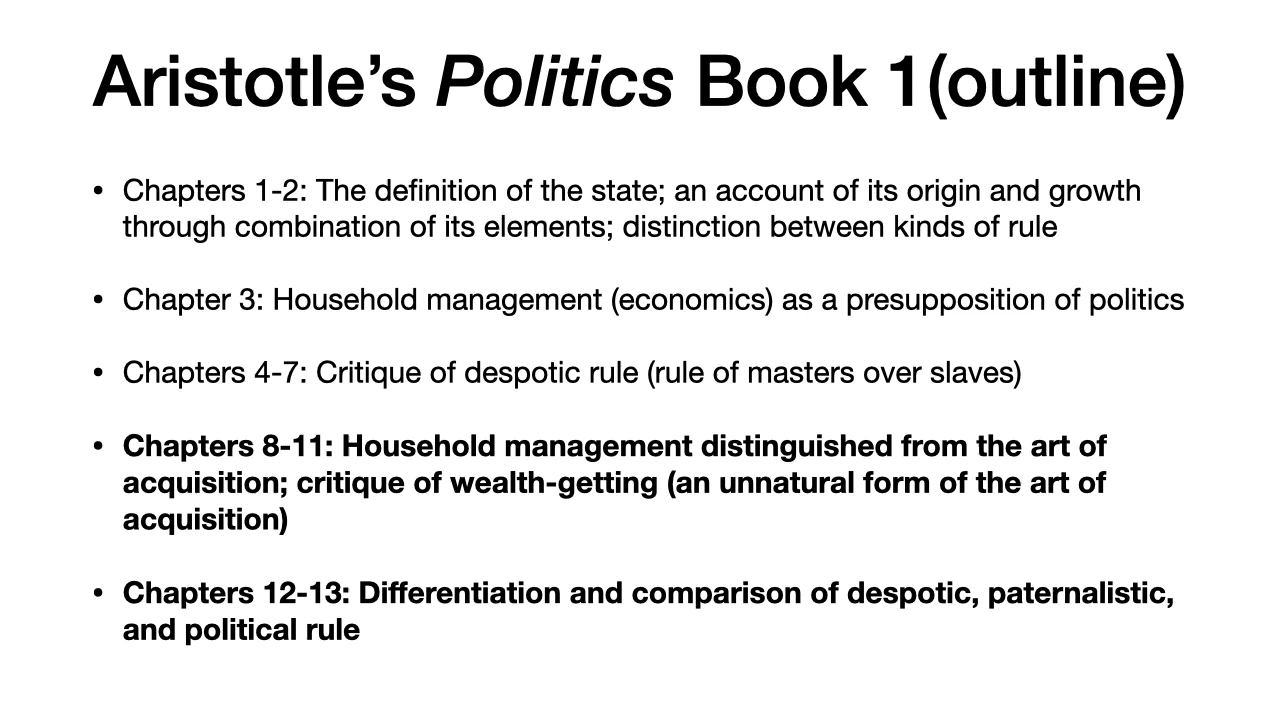 Aristotle’s Politics Book 1(outline)
• Chapters 1-2: The definition of the state; an account of its origin and growth
through combination of its elements; distinction between kinds of rule
• Chapter 3: Household management (economics) as a presupposition of politics
• Chapters 4-7: Critique of despotic rule (rule of masters over slaves)
• Chapters 8-11: Household management distinguished from the art of
acquisition; critique of wealth-getting (an unnatural form of the art of
acquisition)
• Chapters 12-13: Differentiation and comparison of despotic, paternalistic,
and political rule